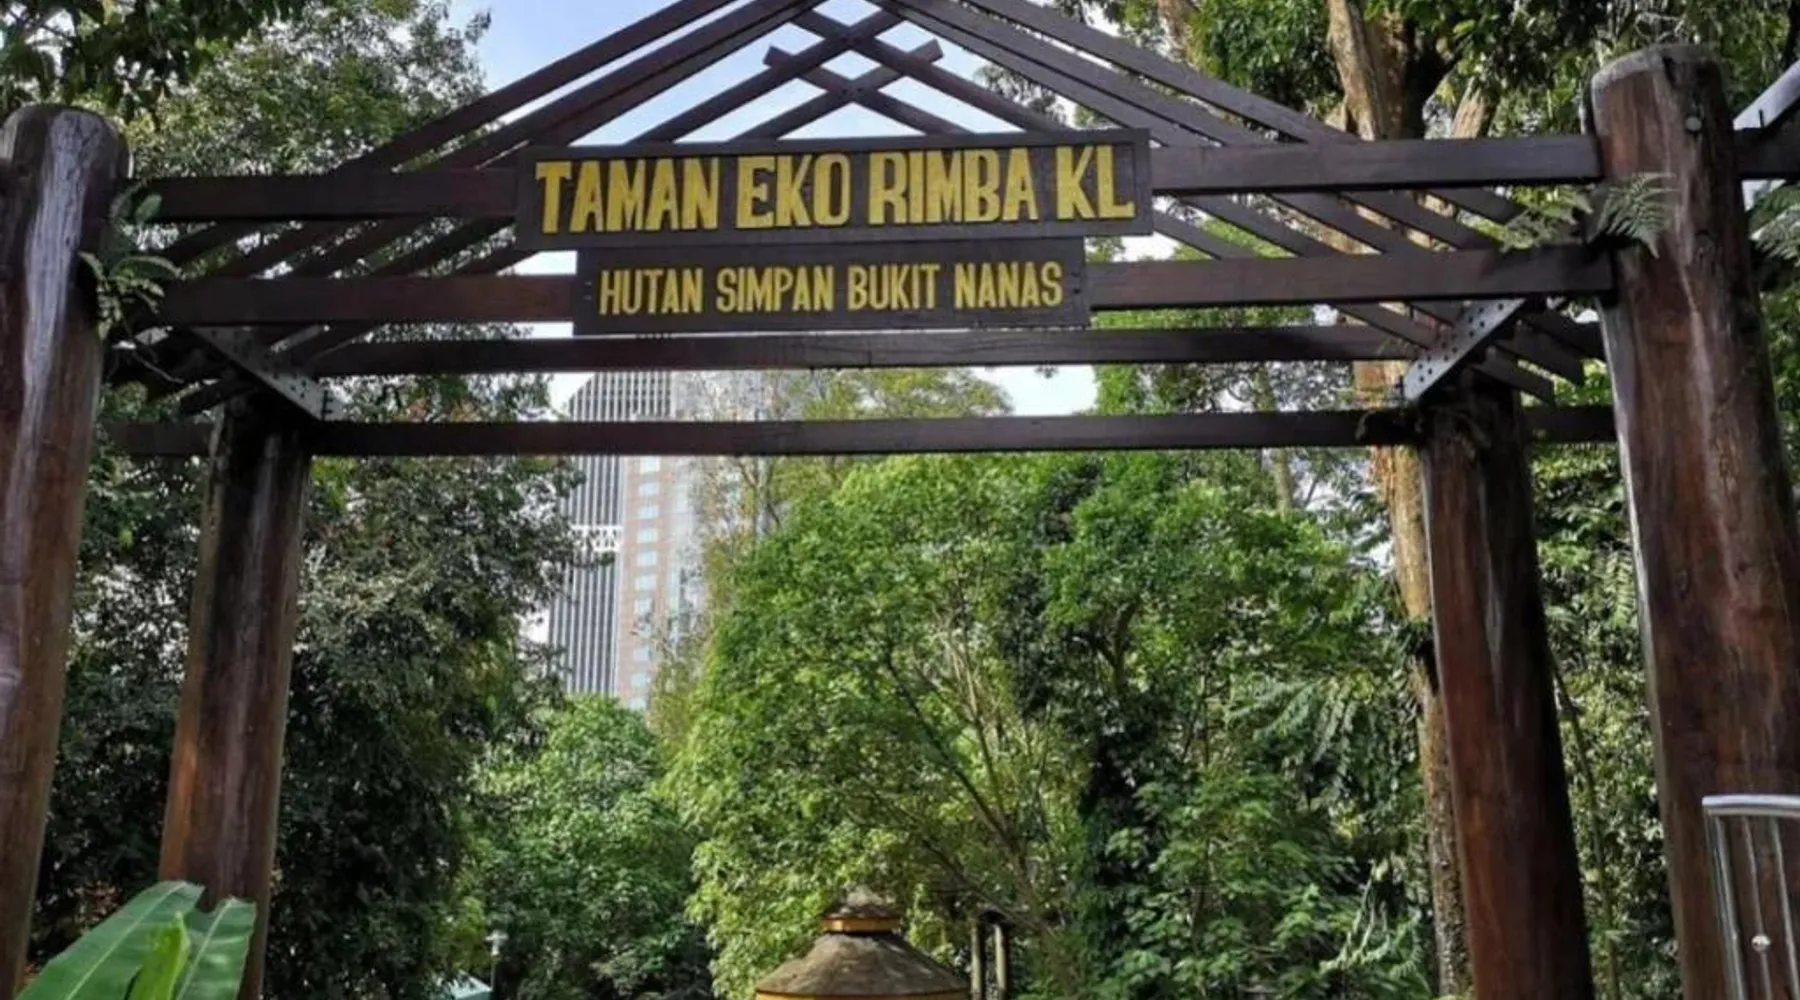 TAMAN EKO RIMBA KL
HUTAN SIMPAN BUKIT NANAS